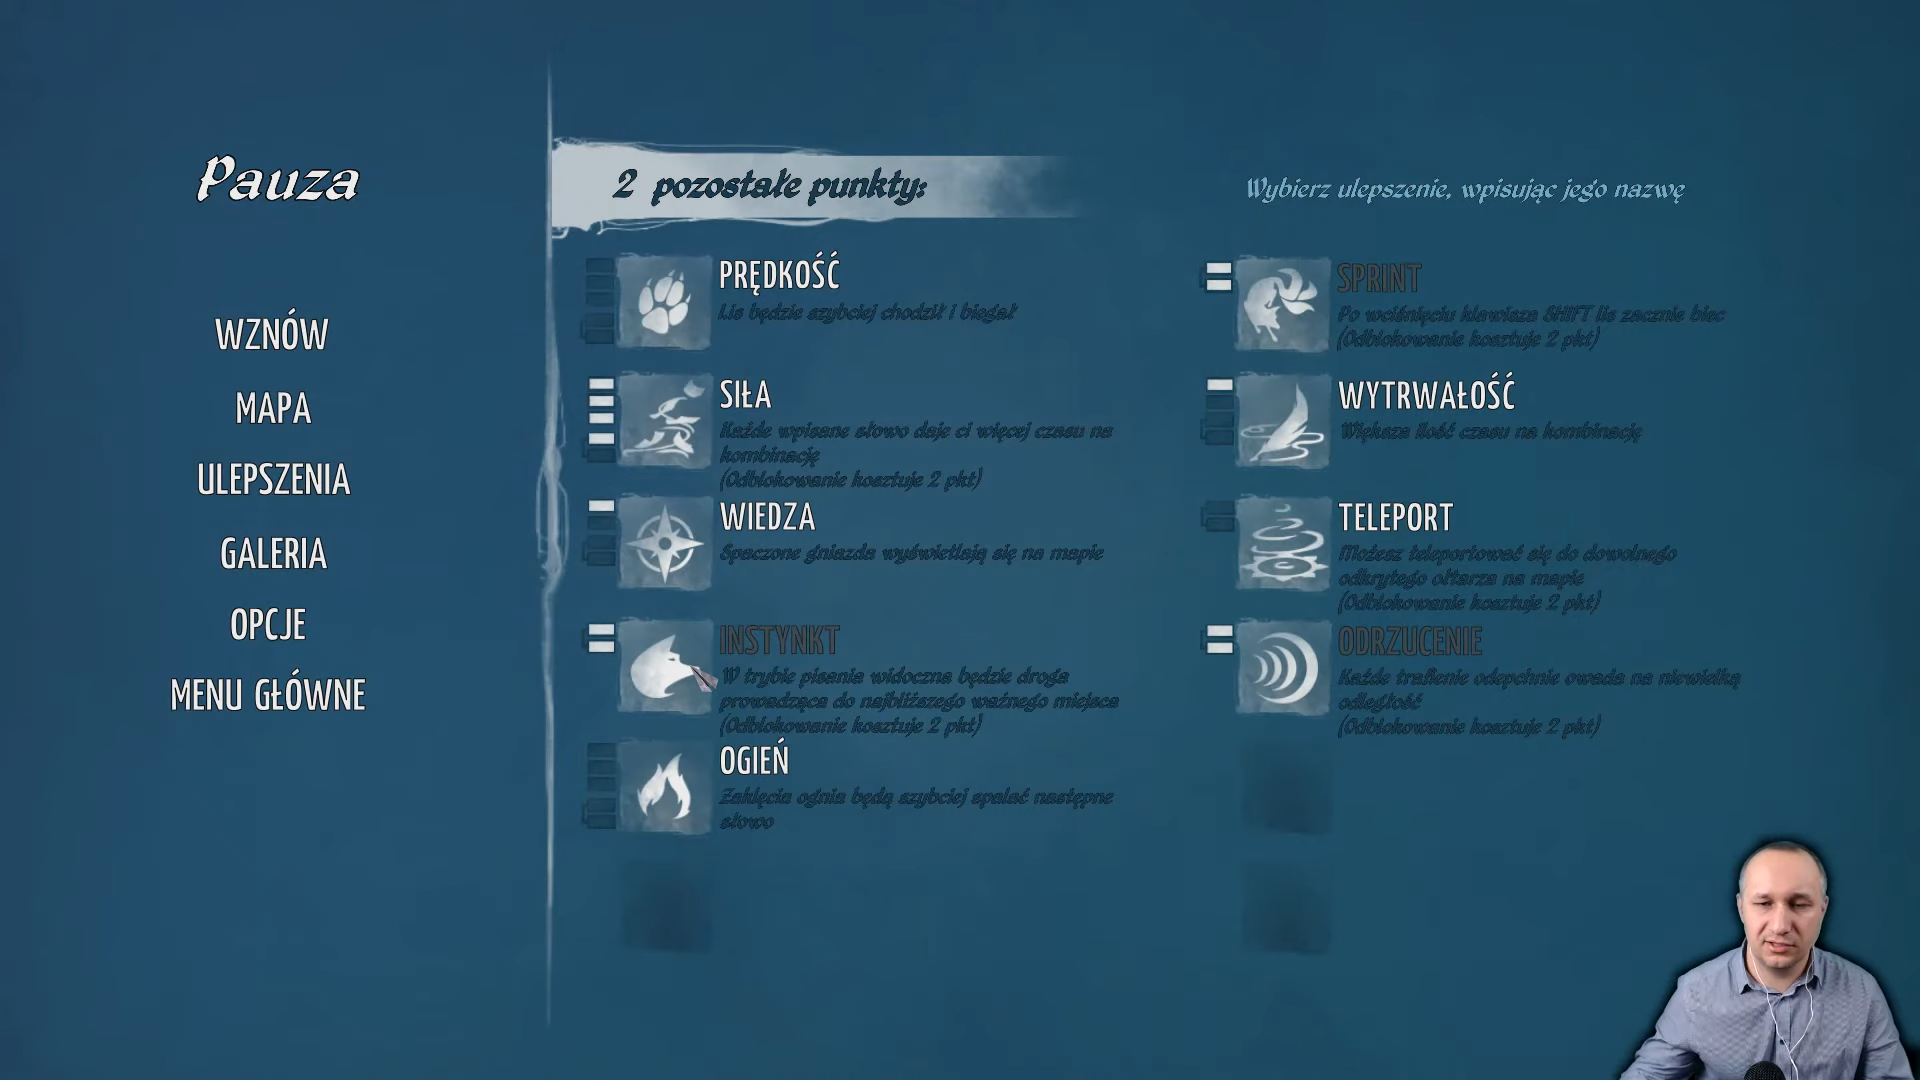 Pauza
WZNÓW
MAPA
ULEPSZENIA
GALERIA
OPCJE
MENU GŁÓWNE
2 pozostałe punkty:
Wybierz ulepszenie, wpisując jego nazwę
PRĘDKOŚĆ
Lis będzie szybciej chodził i biegał
SPRINT
Po wciśnięciu klawisza SHIFT lis zacznie biec
(Odblokowanie kosztuje 2 pkt)
SIŁA
Każde wpisane słowo daje ci więcej czasu na
kombinację
(Odblokowanie kosztuje 2 pkt)
WYTRWAŁOŚĆ
Większa ilość czasu na kombinację
WIEDZA
Spaczone gniazda wyświetlają się na mapie
TELEPORT
Możesz teleportować się do dowolnego
odkrytego ołtarza na mapie
(Odblokowanie kosztuje 2 pkt)
INSTYNKT
W trybie pisania widoczna będzie droga
prowadząca do najbliższego ważnego miejsca
(Odblokowanie kosztuje 2 pkt)
ODRZUCENIE
Każde trafienie odepchnie owada na niewielką
odległość
(Odblokowanie kosztuje 2 pkt)
OGIEŃ
Zaklęcia ognia będą szybciej spalać następne
słowo